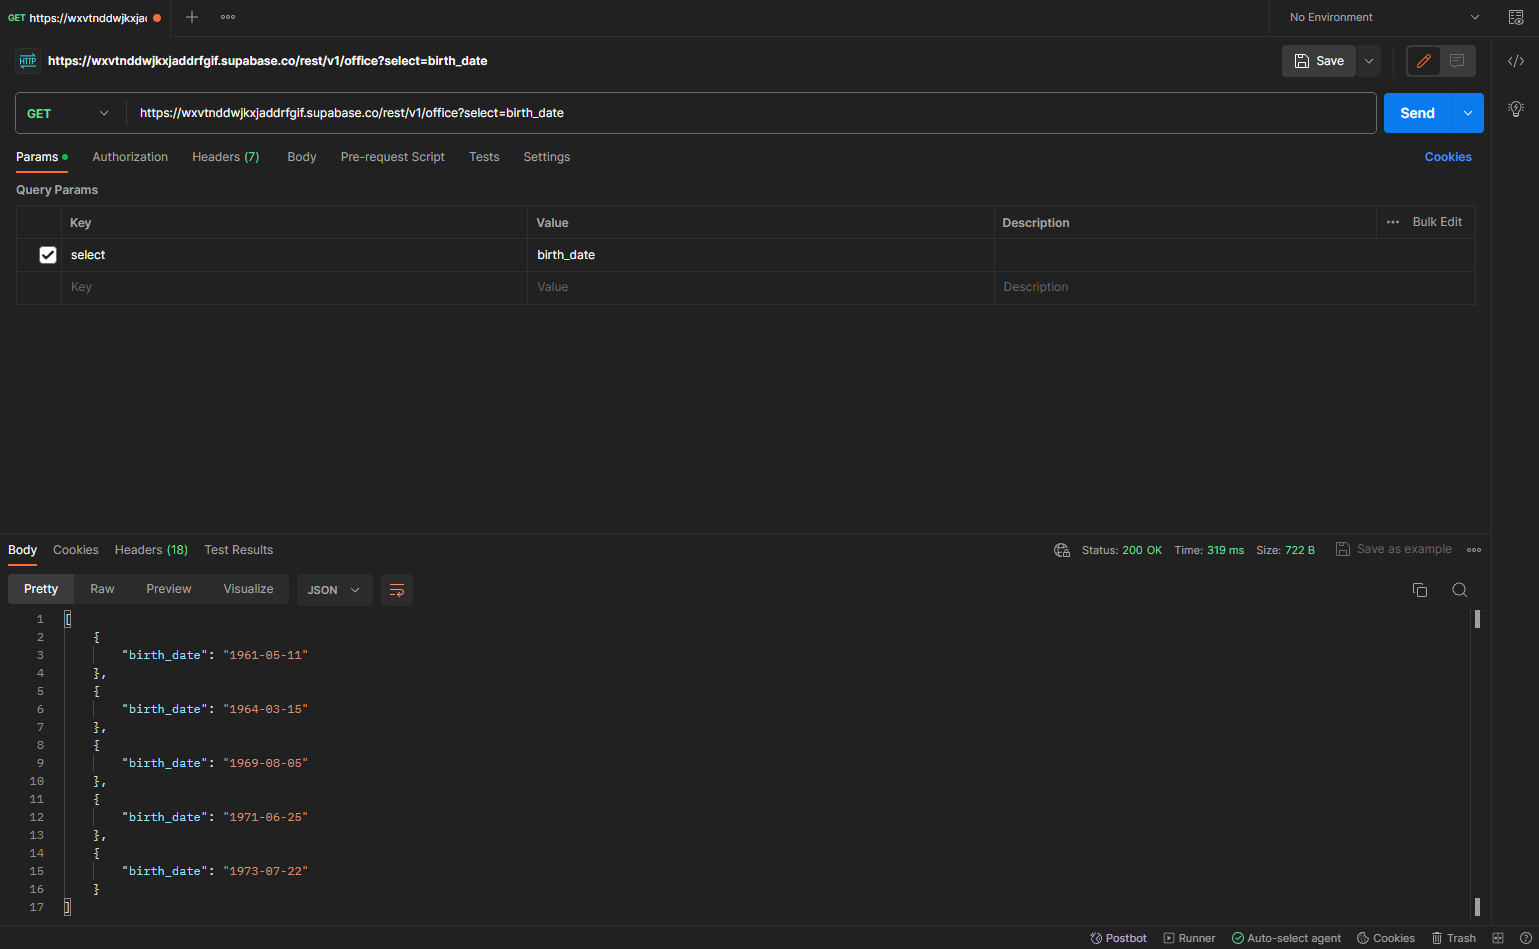 GET https://wxvtnddwjkxja
No Environment
HTTP https://wxvtnddwjkxjaddrfgif.supabase.co/rest/v1/office?select=birth_date
Save
GET https://wxvtnddwjkxjaddrfgif.supabase.co/rest/v1/office?select=birth_date Send
Params Authorization Headers (7) Body Pre-request Script Tests Settings Cookies
Query Params
Key Value Description Bulk Edit
select birth_date
Key Value Description
Body Cookies Headers (18) Test Results Status: 200 OK Time: 319 ms Size: 722 B Save as example
Pretty Raw Preview Visualize JSON
1 [
2 {
3 "birth_date": "1961-05-11"
4 },
5 {
6 "birth_date": "1964-03-15"
7 },
8 {
9 "birth_date": "1969-08-05"
10 },
11 {
12 "birth_date": "1971-06-25"
13 },
14 {
15 "birth_date": "1973-07-22"
16 }
17 ]
Postbot Runner Auto-select agent Cookies Trash